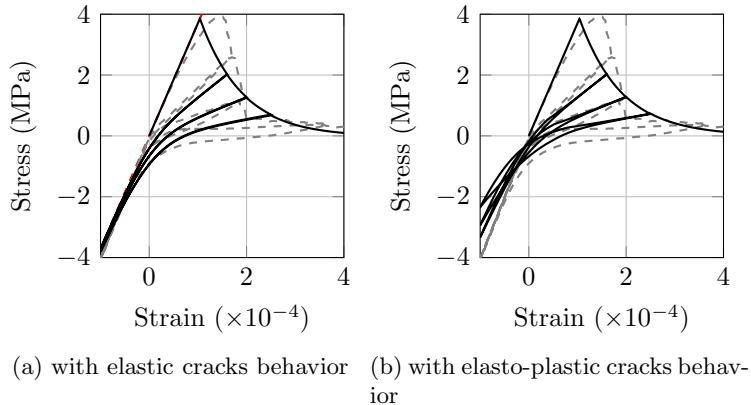 4
2
0
−2
−4
0 2 4
Stress (MPa)
Strain (×10⁻⁴)
(a) with elastic cracks behavior
4
2
0
−2
−4
0 2 4
Stress (MPa)
Strain (×10⁻⁴)
(b) with elasto-plastic cracks behav-
ior